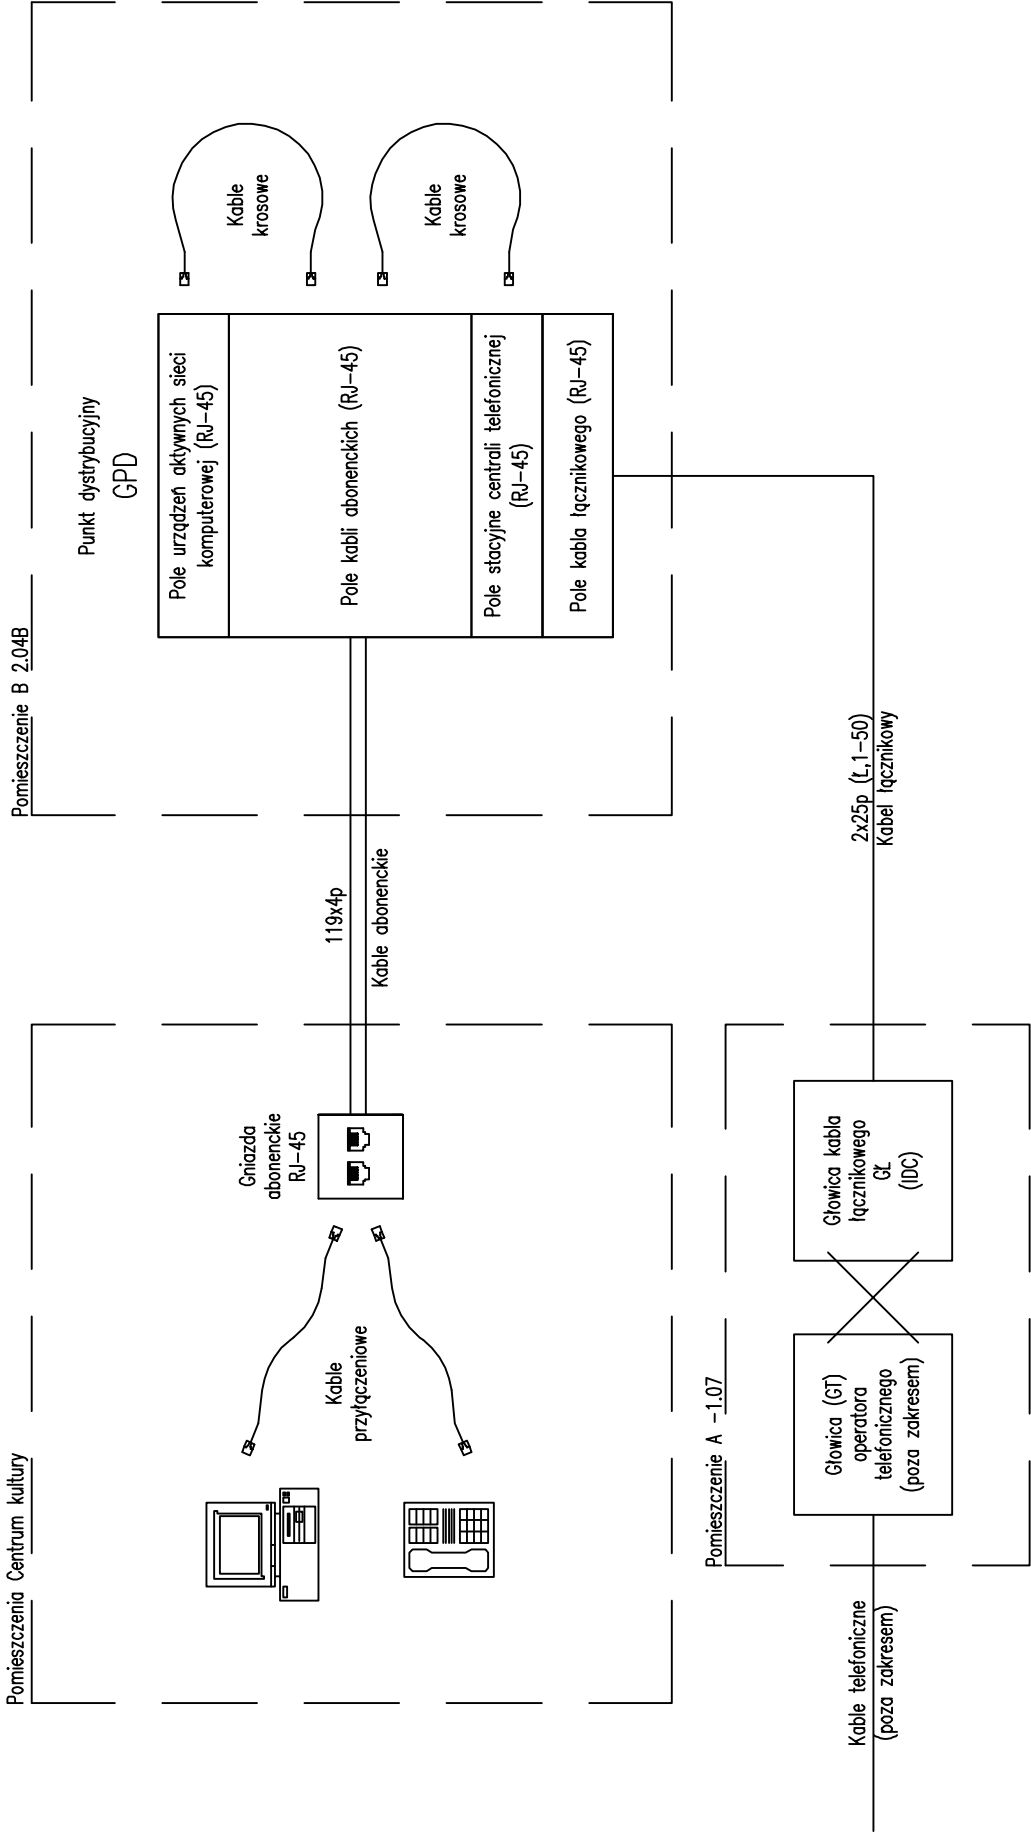 Pomieszczenia Centrum kultury
Gniazda
abonenckie
RJ-45
Kable
przyłączeniowe
119x4p
Kable abonenckie
Pomieszczenie B 2.04B
Punkt dystrybucyjny
GPD
Pole urządzeń aktywnych sieci
komputerowej (RJ-45)
Pole kabli abonenckich (RJ-45)
Pole stacyjne centrali telefonicznej
(RJ-45)
Pole kabla łącznikowego (RJ-45)
Kable
krosowe
Kable
krosowe
Kable telefoniczne
(poza zakresem)
Pomieszczenie A -1.07
Głowica (GT)
operatora
telefonicznego
(poza zakresem)
Głowica kabla
łącznikowego
GŁ
(IDC)
2x25p (Ł,1-50)
Kabel łącznikowy